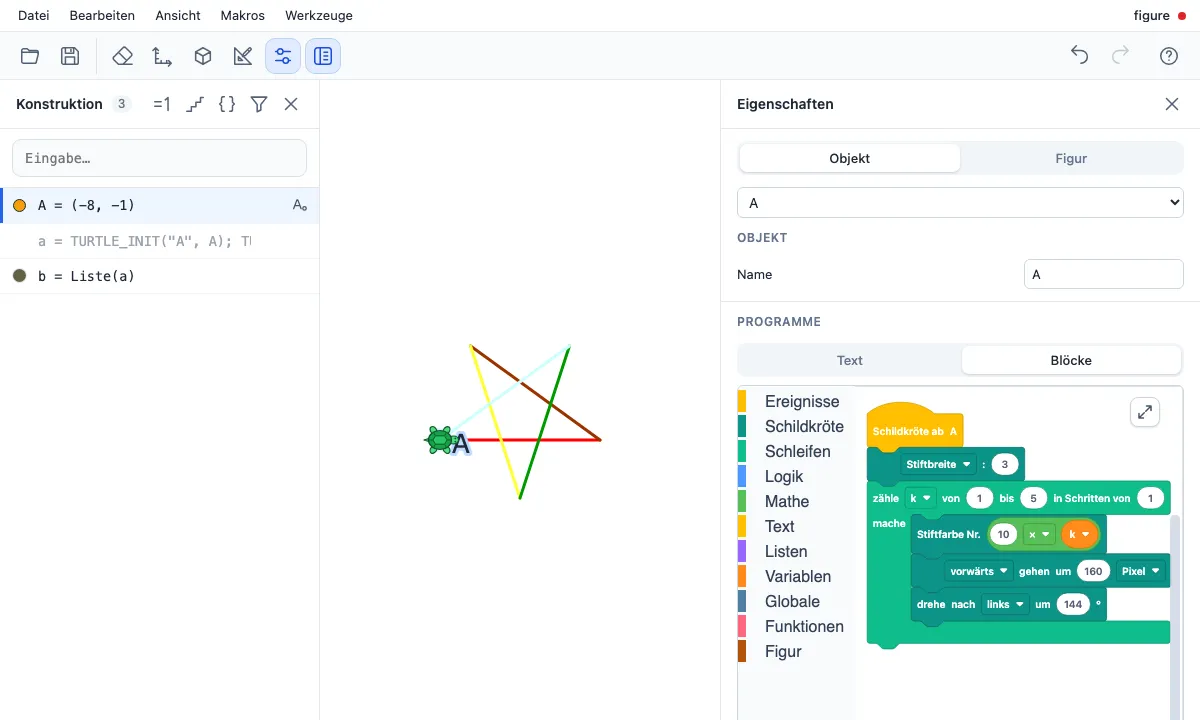 Datei Bearbeiten Ansicht Makros Werkzeuge figure
Konstruktion 3 =1 {}
Eingabe…
A = (−8, −1) A
a = TURTLE_INIT("A", A);
b = Liste(a)
A
Eigenschaften
Objekt Figur
A
OBJEKT
Name A
PROGRAMME
Text Blöcke
Ereignisse
Schildkröte
Schleifen
Logik
Mathe
Text
Listen
Variablen
Globale
Funktionen
Figur
Schildkröte ab A
Stiftbreite : 3
zähle k von 1 bis 5 in Schritten von 1
mache
Stiftfarbe Nr. 10 × k
vorwärts gehen um 160 Pixel
drehe nach links um 144 °